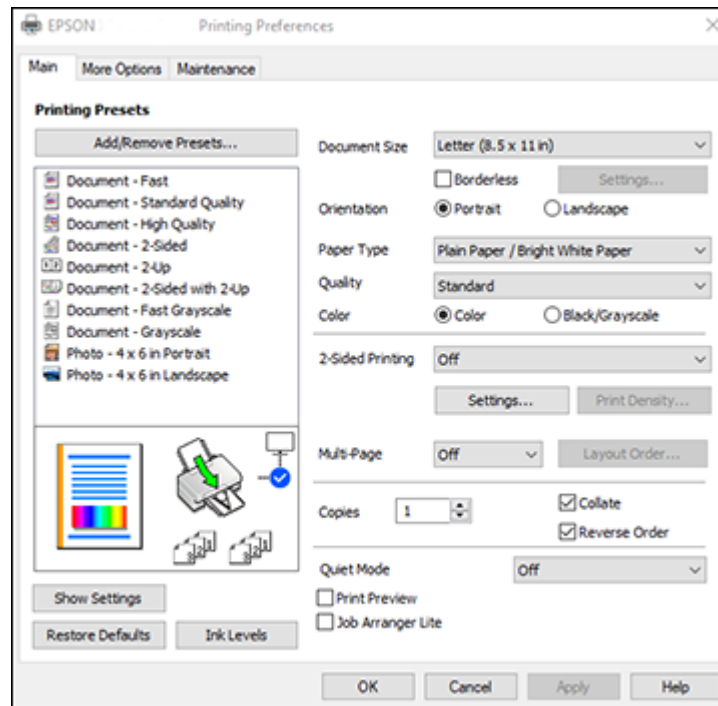 EPSON Printing Preferences
Main More Options Maintenance
Printing Presets
Add/Remove Presets...
Document - Fast
Document - Standard Quality
Document - High Quality
Document - 2-Sided
Document - 2-Up
Document - 2-Sided with 2-Up
Document - Fast Grayscale
Document - Grayscale
Photo - 4 x 6 in Portrait
Photo - 4 x 6 in Landscape
Show Settings
Restore Defaults Ink Levels
Document Size Letter (8.5 x 11 in)
Borderless Settings...
Orientation Portrait Landscape
Paper Type Plain Paper / Bright White Paper
Quality Standard
Color Color Black/Grayscale
2-Sided Printing Off
Settings... Print Density...
Multi-Page Off Layout Order...
Copies 1 Collate
Reverse Order
Quiet Mode Off
Print Preview
Job Arranger Lite
OK Cancel Apply Help